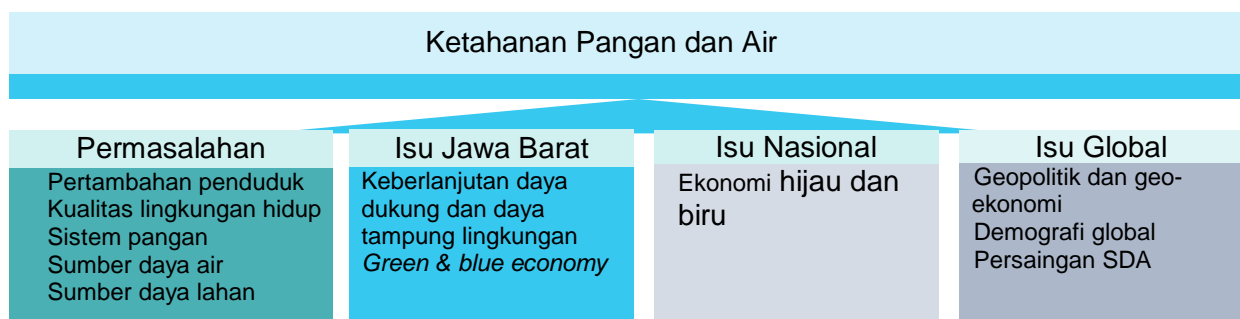 Ketahanan Pangan dan Air
Permasalahan
Pertambahan penduduk
Kualitas lingkungan hidup
Sistem pangan
Sumber daya air
Sumber daya lahan
Isu Jawa Barat
Keberlanjutan daya
dukung dan daya
tampung lingkungan
Green & blue economy
Isu Nasional
Ekonomi hijau dan
biru
Isu Global
Geopolitik dan geo-
ekonomi
Demografi global
Persaingan SDA